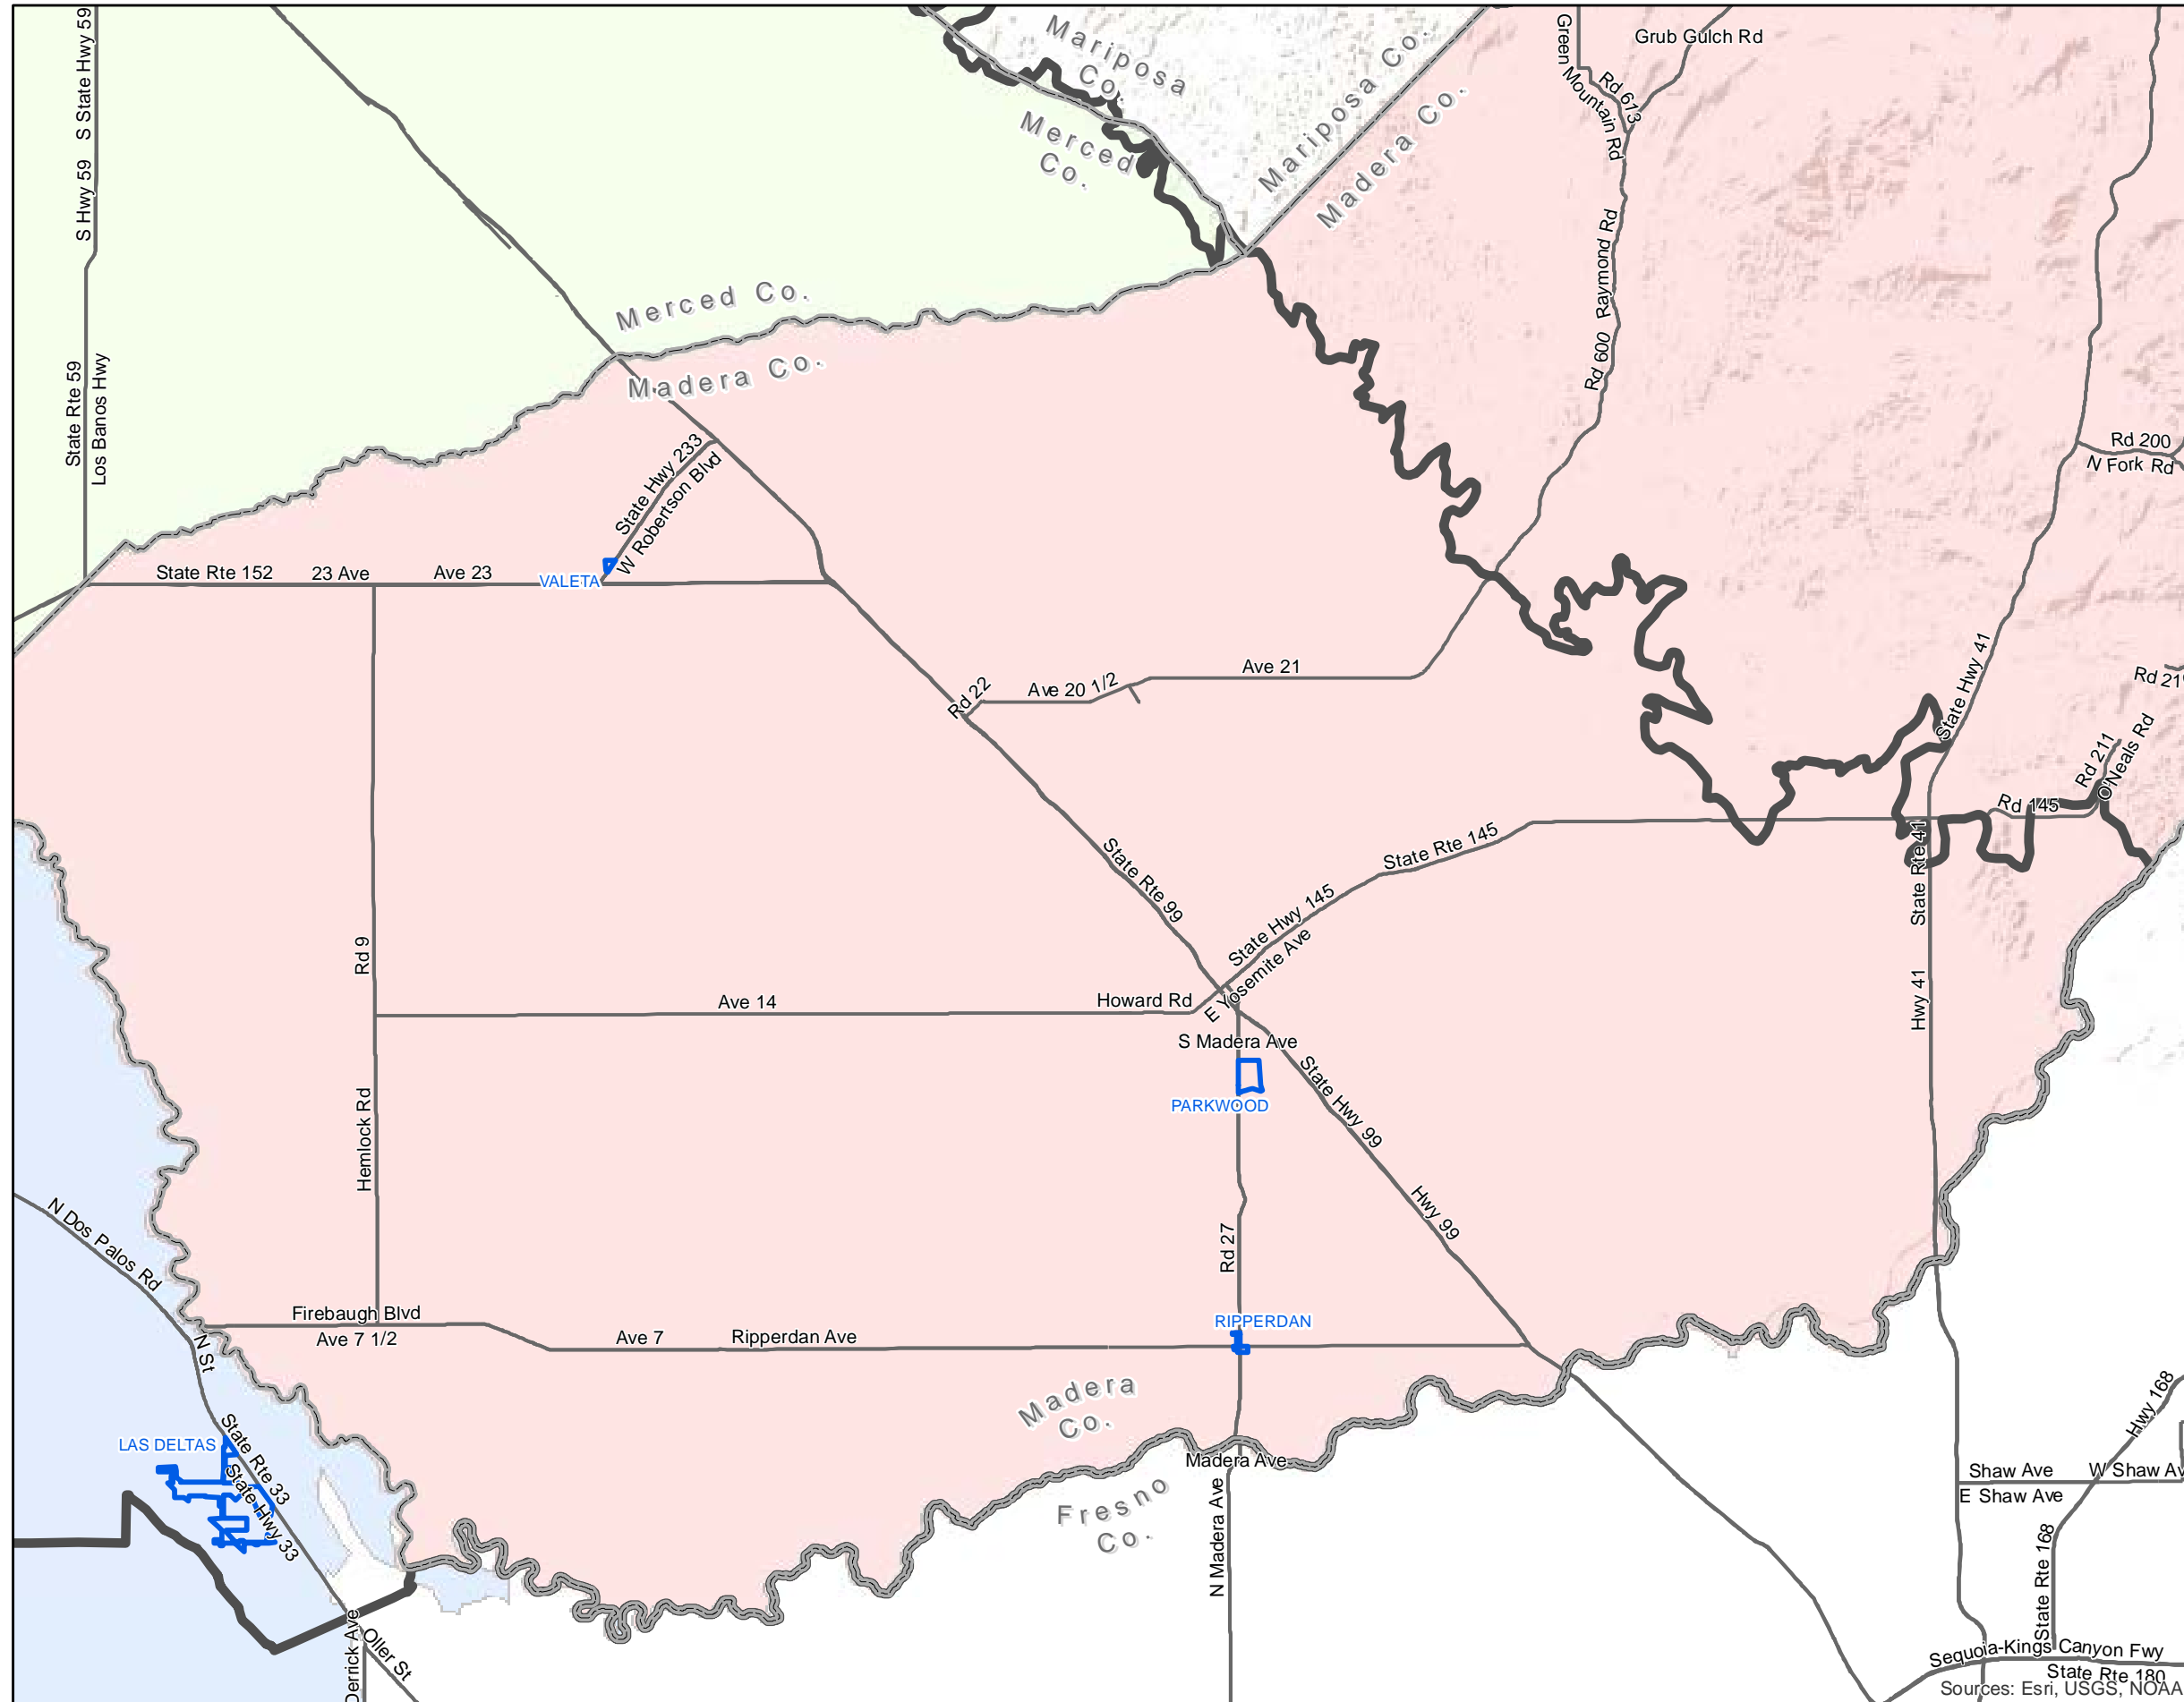 S State Hwy 59
S Hwy 59
State Rte 59
Los Banos Hwy
Mariposa
Co.
Merced
Co.
Mariposa Co.
Madera Co.
Green Mountain Rd
Grub Gulch Rd
Rd 673
Raymond Rd
Rd 600
Merced Co.
Madera Co.
State Hwy 233
W Robertson Blvd
Rd 200
N Fork Rd
State Rte 152
23 Ave
Ave 23
VALETA
Rd 22
Ave 20 1/2
Ave 21
State Hwy 41
Rd 211
O'Neals Rd
Rd 145
State Rte 41
Hwy 41
State Rte 99
State Rte 145
State Hwy 145
E Yosemite Ave
Rd 9
Ave 14
Howard Rd
S Madera Ave
PARKWOOD
State Hwy 99
Hwy 99
Hemlock Rd
Rd 27
N Dos Palos Rd
Firebaugh Blvd
Ave 7 1/2
Ave 7
Ripperdan Ave
RIPPERDAN
N St
Madera
Co.
Madera Ave
Fresno
Co.
N Madera Ave
LAS DELTAS
State Rte 33
State Hwy 33
Derrick Ave
Oller St
Hwy 168
Shaw Ave
W Shaw Av
E Shaw Ave
State Rte 168
Sequoia-Kings Canyon Fwy
State Rte 180
Sources: Esri, USGS, NOAA